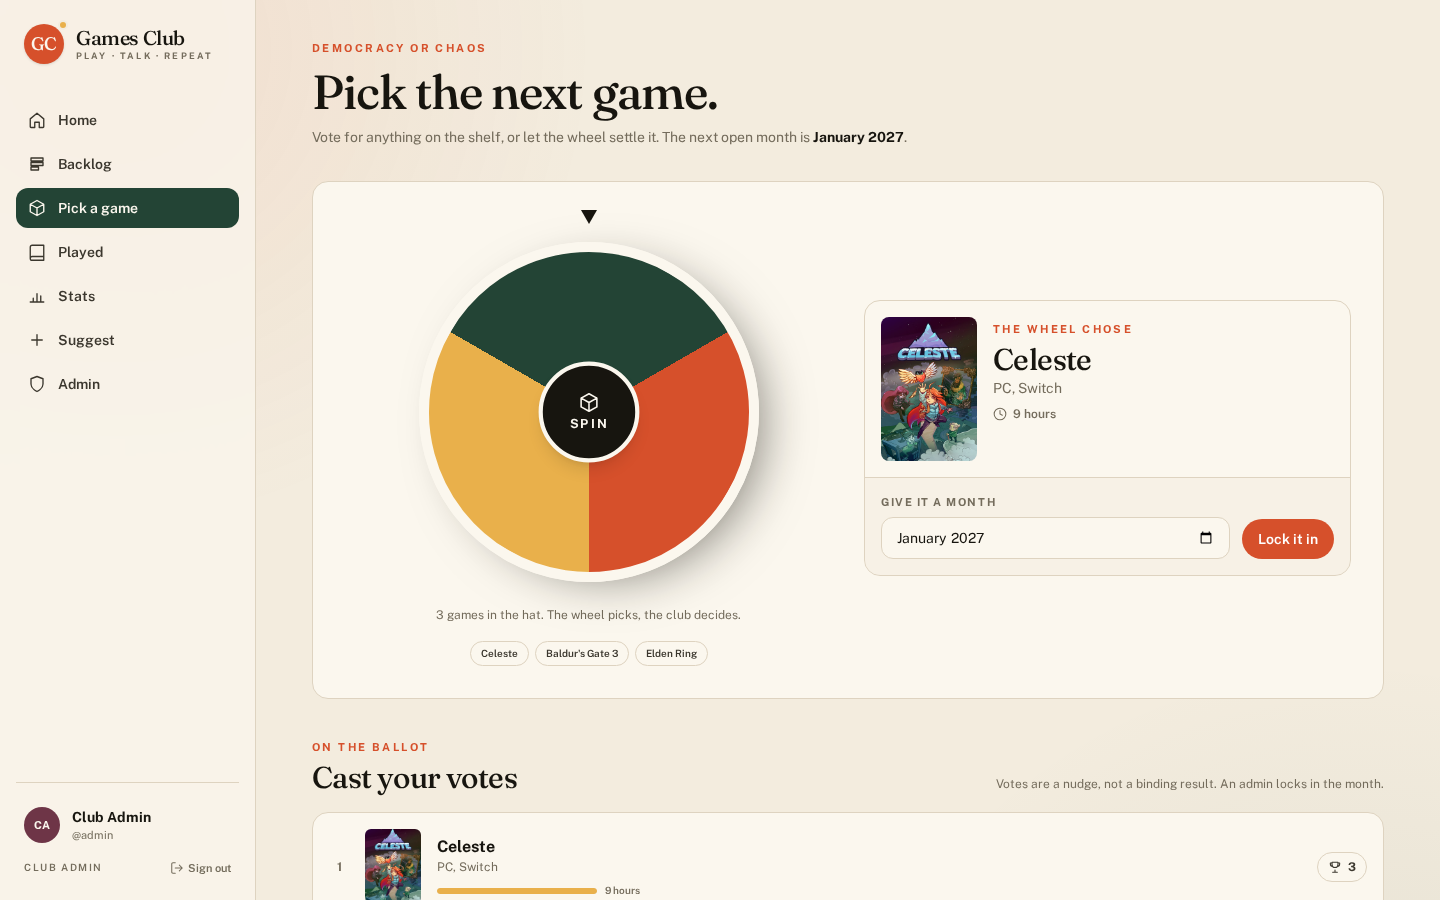 GC
Games Club
PLAY · TALK · REPEAT
Home
Backlog
Pick a game
Played
Stats
Suggest
Admin
Club Admin
CA
@admin
CLUB ADMIN
Sign out
DEMOCRACY OR CHAOS
Pick the next game.
Vote for anything on the shelf, or let the wheel settle it. The next open month is January 2027.
SPIN
3 games in the hat. The wheel picks, the club decides.
Celeste
Baldur's Gate 3
Elden Ring
CELESTE
THE WHEEL CHOSE
Celeste
PC, Switch
9 hours
GIVE IT A MONTH
January 2027
Lock it in
ON THE BALLOT
Cast your votes
Votes are a nudge, not a binding result. An admin locks in the month.
1
CELESTE
Celeste
PC, Switch
9 hours
3